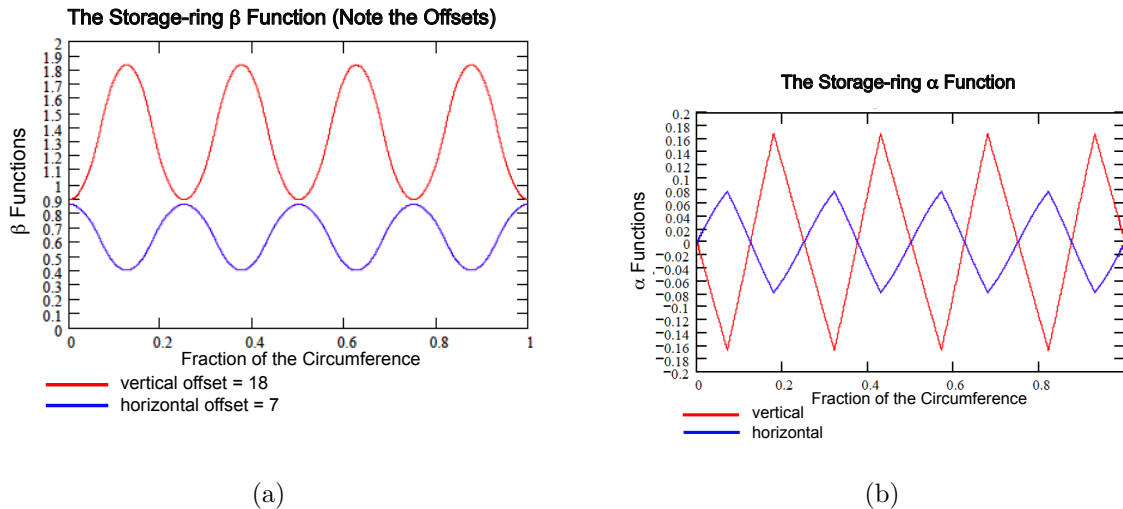 The Storage-ring β Function (Note the Offsets)
β Functions
2
1.9
1.8
1.7
1.6
1.5
1.4
1.3
1.2
1.1
1
0.9
0.8
0.7
0.6
0.5
0.4
0.3
0.2
0.1
0
0 0.2 0.4 0.6 0.8 1
Fraction of the Circumference
vertical offset = 18
horizontal offset = 7
(a)
The Storage-ring α Function
α Functions
0.2
0.18
0.16
0.14
0.12
0.1
0.08
0.06
0.04
0.02
0
−0.02
−0.04
−0.06
−0.08
−0.1
−0.12
−0.14
−0.16
−0.2
0 0.2 0.4 0.6 0.8
Fraction of the Circumference
vertical
horizontal
(b)